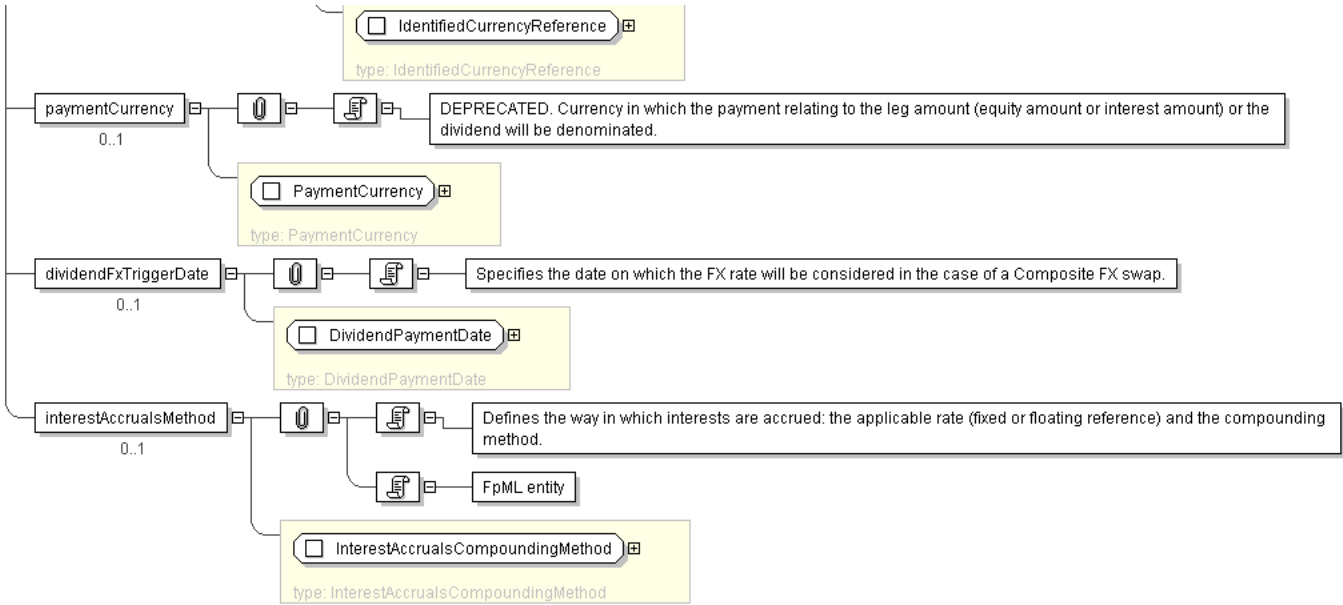 IdentifiedCurrencyReference
type: IdentifiedCurrencyReference
paymentCurrency
0..1
DEPRECATED. Currency in which the payment relating to the leg amount (equity amount or interest amount) or the
dividend will be denominated.
PaymentCurrency
type: PaymentCurrency
dividendFxTriggerDate
0..1
Specifies the date on which the FX rate will be considered in the case of a Composite FX swap.
DividendPaymentDate
type: DividendPaymentDate
interestAccrualsMethod
0..1
Defines the way in which interests are accrued: the applicable rate (fixed or floating reference) and the compounding
method.
FpML entity
InterestAccrualsCompoundingMethod
type: InterestAccrualsCompoundingMethod